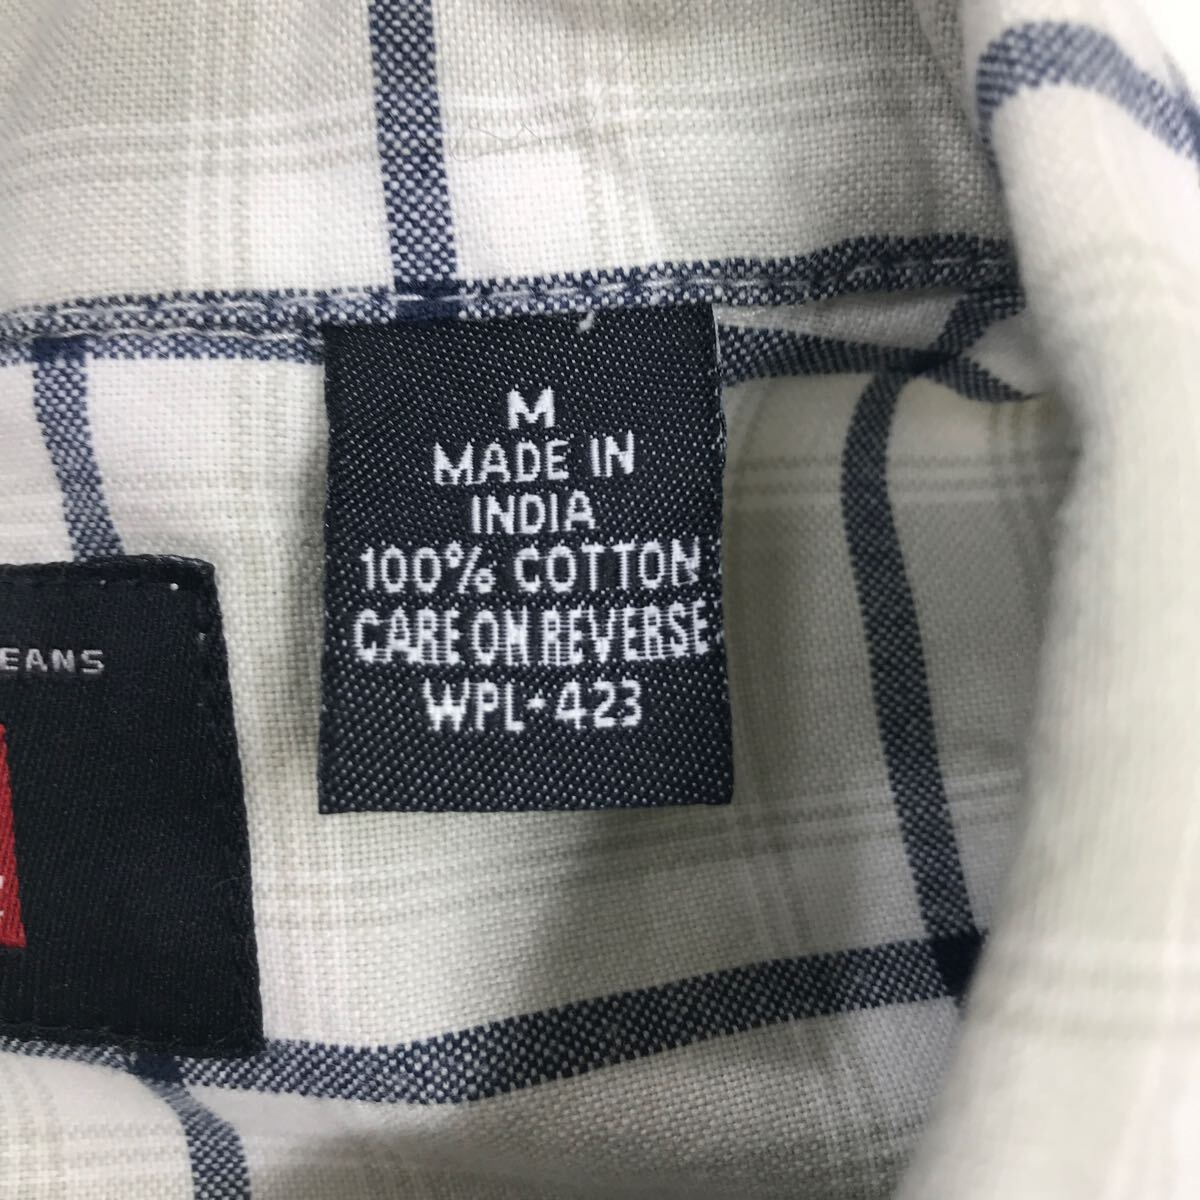 M
MADE IN
INDIA
100% COTTON
CARE ON REVERSE
WPL-423
EANS